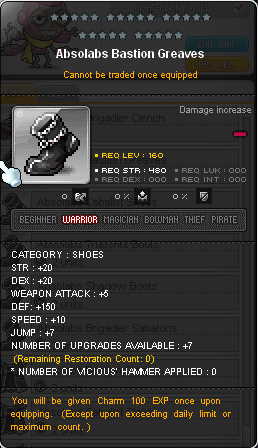 Absolabs Bastion Greaves
Cannot be traded once equipped
Damage increase
REQ LEV : 160
REQ STR : 480 REQ LUK : 000
REQ DEX : 000 REQ INT : 000
0 0 % 0 %
BEGINNER WARRIOR MAGICIAN BOWMAN THIEF PIRATE
CATEGORY : SHOES
STR : +20
DEX : +20
WEAPON ATTACK : +5
DEF: +150
SPEED : +10
JUMP : +7
NUMBER OF UPGRADES AVAILABLE : +7
(Remaining Restoration Count: 0)
* NUMBER OF VICIOUS' HAMMER APPLIED : 0
You will be given Charm 100 EXP once upon
equipping. (Except upon exceeding daily limit or
maximum count. )